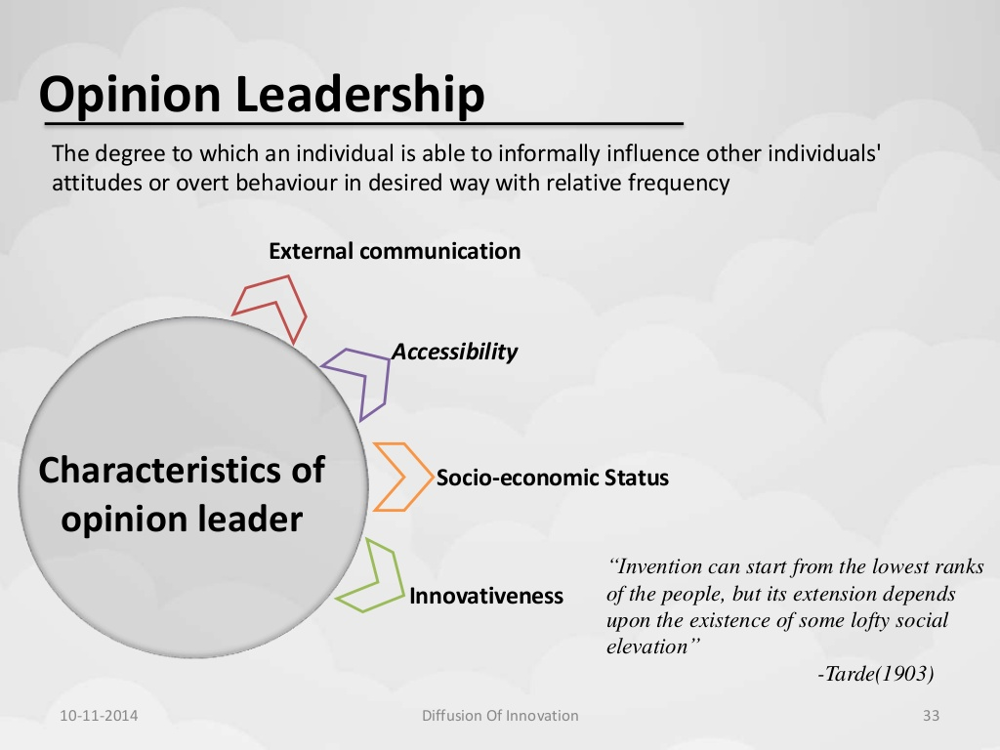 Opinion Leadership
The degree to which an individual is able to informally influence other individuals'
attitudes or overt behaviour in desired way with relative frequency
External communication
Accessibility
Characteristics of
opinion leader
Socio-economic Status
Innovativeness
“Invention can start from the lowest ranks
of the people, but its extension depends
upon the existence of some lofty social
elevation”
-Tarde(1903)
10-11-2014
Diffusion Of Innovation
33